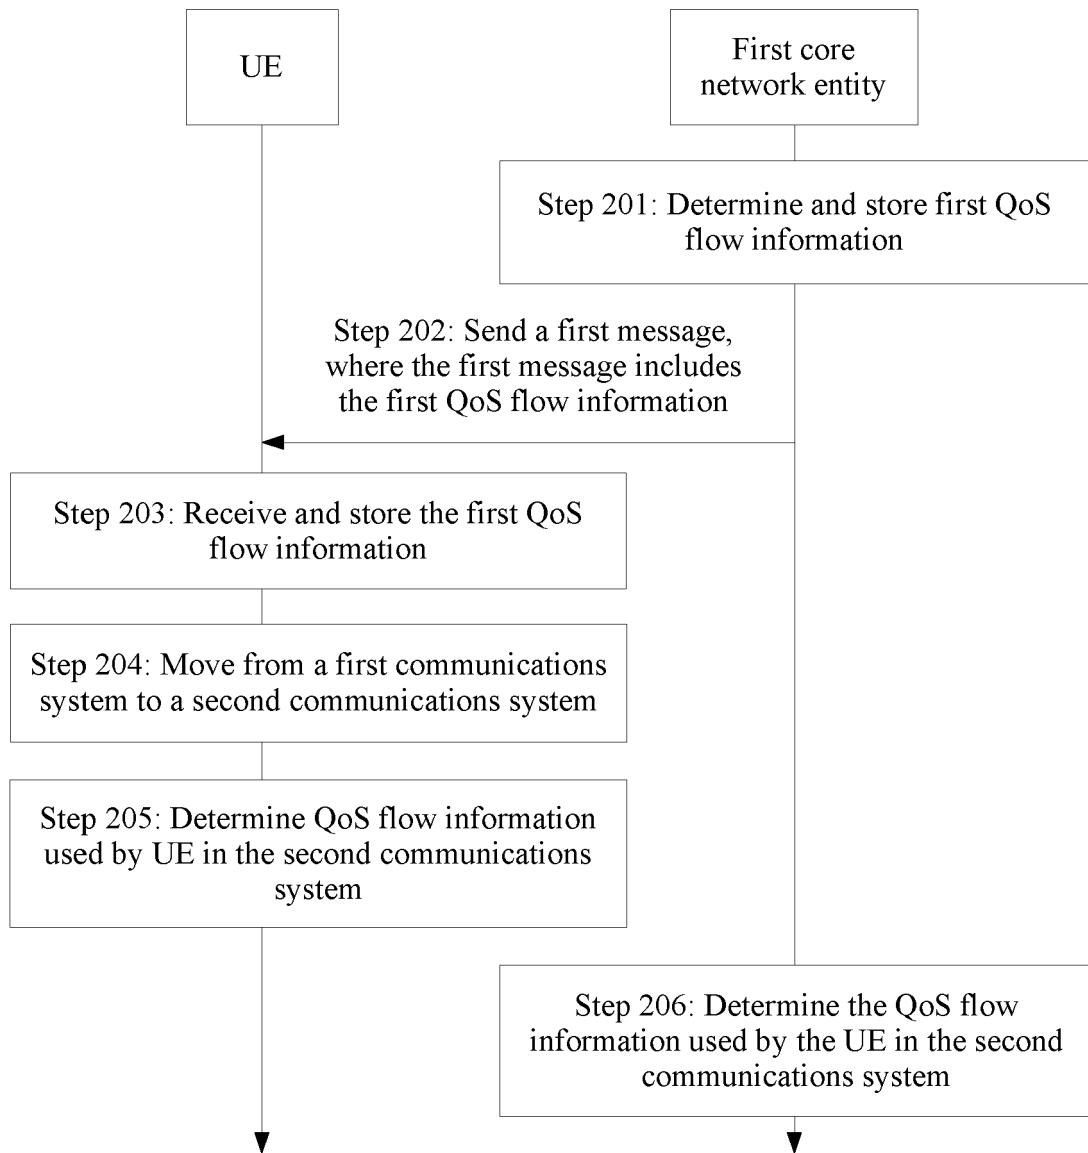 UE
First core
network entity
Step 201: Determine and store first QoS
flow information
Step 202: Send a first message,
where the first message includes
the first QoS flow information
Step 203: Receive and store the first QoS
flow information
Step 204: Move from a first communications
system to a second communications system
Step 205: Determine QoS flow information
used by UE in the second communications
system
Step 206: Determine the QoS flow
information used by the UE in the second
communications system